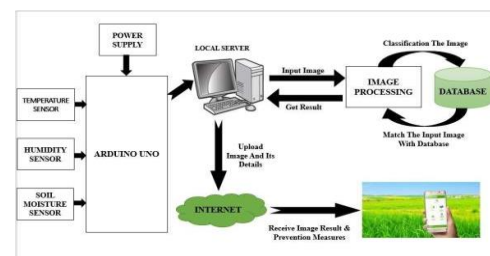 POWER
SUPPLY
LOCAL SERVER
Classification The Image
Input Image
IMAGE
PROCESSING
DATABASE
Get Result
TEMPERATURE
SENSOR
ARDUINO UNO
HUMIDITY
SENSOR
SOIL
MOISTURE
SENSOR
Match The Input Image
With Database
Upload
Image And Its
Details
INTERNET
Receive Image Result &
Prevention Measures